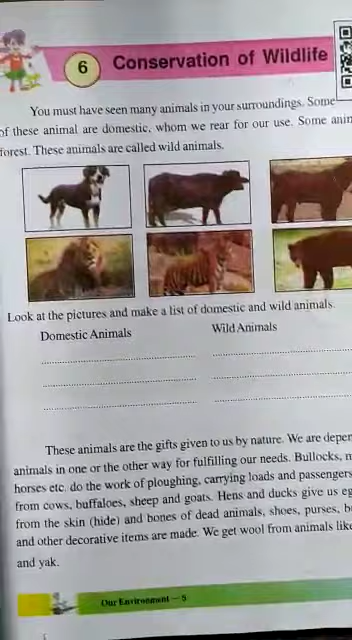 6 Conservation of Wildlife
You must have seen many animals in your surroundings. Some
of these animal are domestic, whom we rear for our use. Some
forest. These animals are called wild animals.
Look at the pictures and make a list of domestic and wild animals.
Domestic Animals Wild Animals
These animals are the gifts given to us by nature. We are
animals in one or the other way for fulfilling our needs. Bullocks,
horses etc. do the work of ploughing, carrying loads and passengers
from cows, buffaloes, sheep and goats. Hens and ducks give us
from the skin (hide) and bones of dead animals, shoes, purses,
and other decorative items are made. We get wool from animals like
and yak.
Our Environment — 5